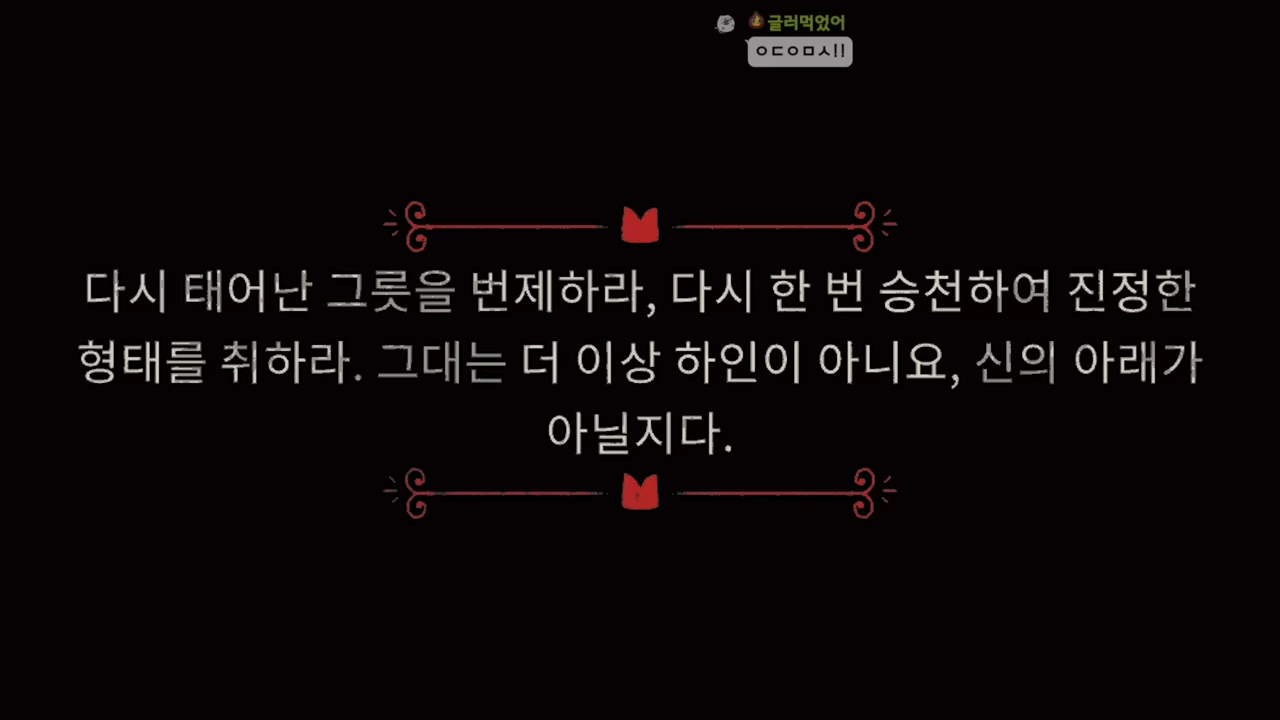 글러먹었어
ㅇㄷㅇㅁㅅ!!
다시 태어난 그릇을 번제하라, 다시 한 번 승천하여 진정한
형태를 취하라. 그대는 더 이상 하인이 아니요, 신의 아래가
아닐지다.